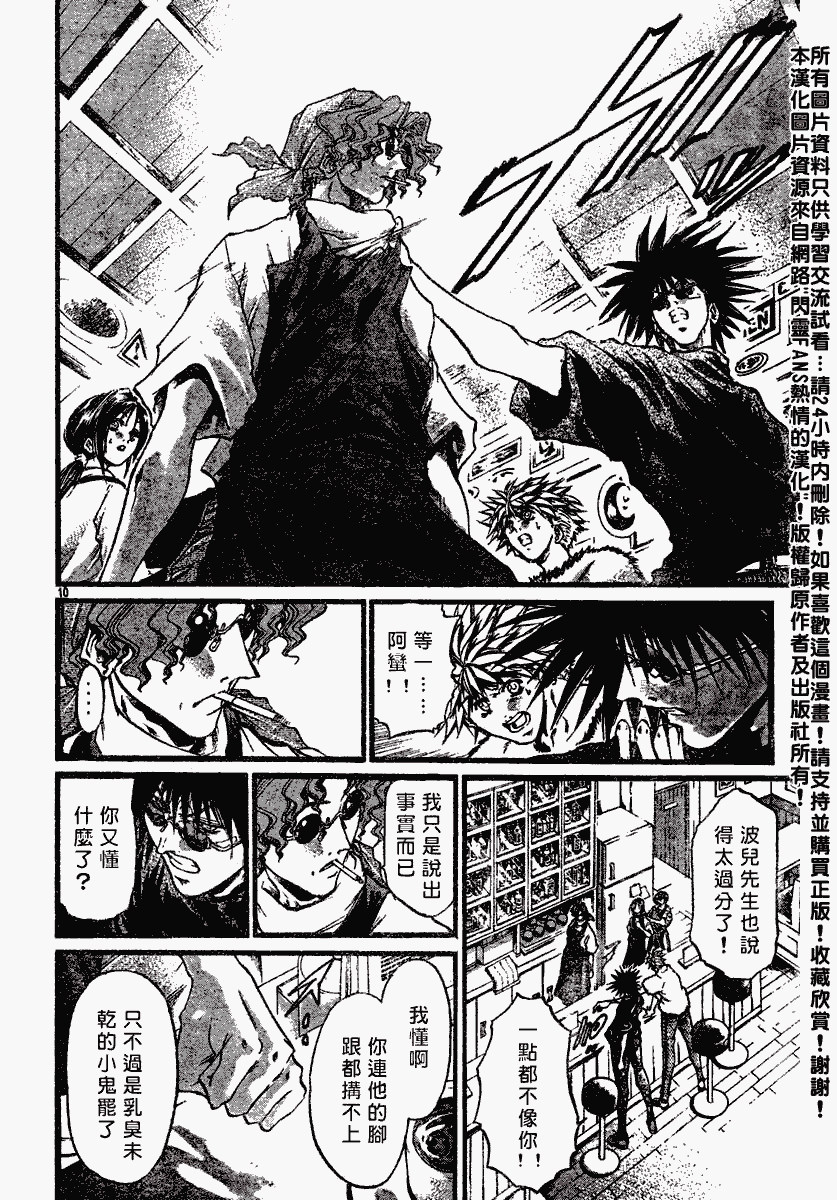 所有圖片資料只供學習交流試看…請24小時內刪除！如果喜歡這個漫畫！請支持並購買正版！收藏欣賞！謝謝！
本漢化圖片資源來自網路"閃靈FANS熱情的漢化"！版權歸原作者及出版社所有！
EN
10
等一……
阿蠻！
…
波兒先生也說
得太過分了！
一點都不像你！
我只是說出
事實而已
你又懂
什麼了？
我懂啊
你連他的腳
跟都搆不上
只不過是乳臭未
乾的小鬼罷了